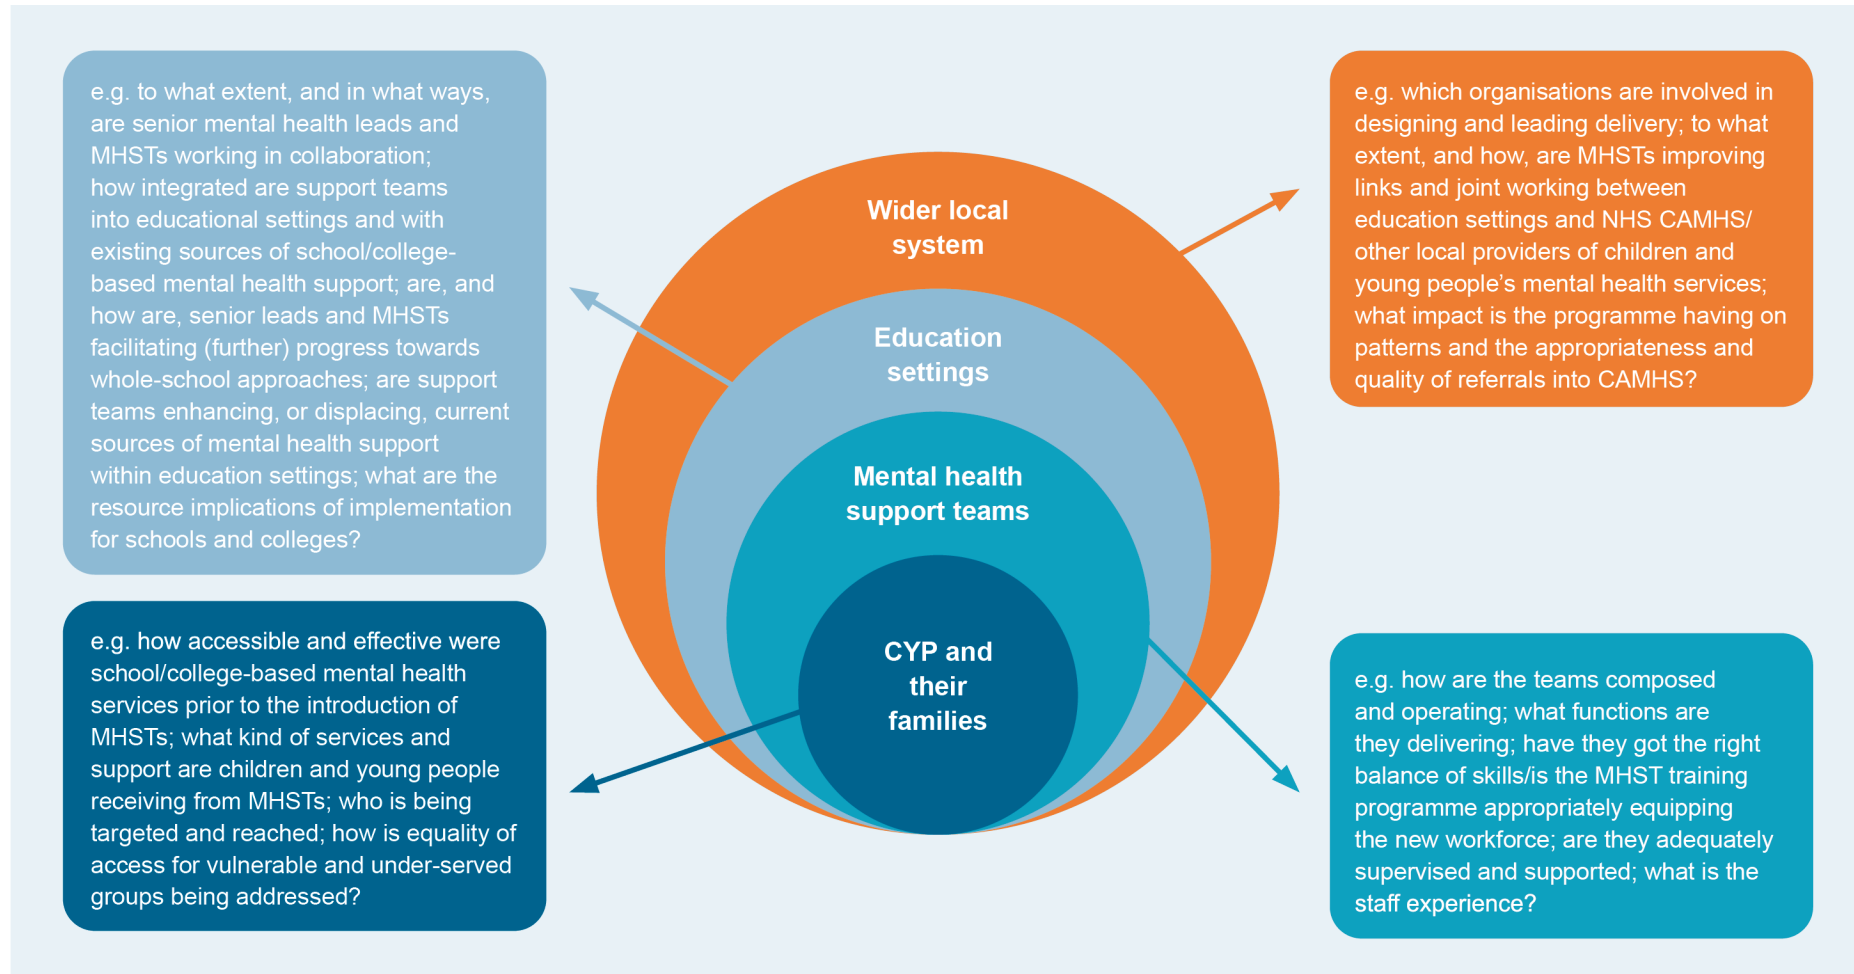 e.g. to what extent, and in what ways,
are senior mental health leads and
MHSTs working in collaboration;
how integrated are support teams
into educational settings and with
existing sources of school/college-
based mental health support; are, and
how are, senior leads and MHSTs
facilitating (further) progress towards
whole-school approaches; are support
teams enhancing, or displacing, current
sources of mental health support
within education settings; what are the
resource implications of implementation
for schools and colleges?
e.g. how accessible and effective were
school/college-based mental health
services prior to the introduction of
MHSTs; what kind of services and
support are children and young people
receiving from MHSTs; who is being
targeted and reached; how is equality of
access for vulnerable and under-served
groups being addressed?
Wider local
system
Education
settings
Mental health
support teams
CYP and
their
families
e.g. which organisations are involved in
designing and leading delivery; to what
extent, and how, are MHSTs improving
links and joint working between
education settings and NHS CAMHS/
other local providers of children and
young people’s mental health services;
what impact is the programme having on
patterns and the appropriateness and
quality of referrals into CAMHS?
e.g. how are the teams composed
and operating; what functions are
they delivering; have they got the right
balance of skills/is the MHST training
programme appropriately equipping
the new workforce; are they adequately
supervised and supported; what is the
staff experience?